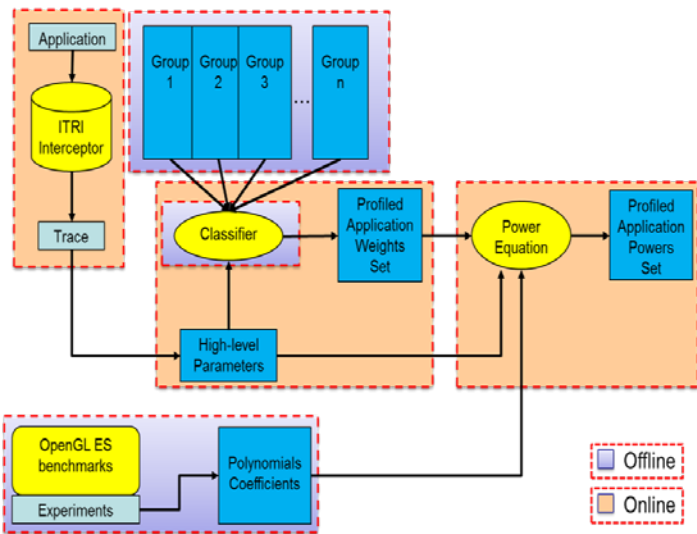 Application
ITRI
Interceptor
Trace
Group
1
Group
2
Group
3
...
Group
n
Classifier
Profiled
Application
Weights
Set
Power
Equation
Profiled
Application
Powers
Set
High-level
Parameters
OpenGL ES
benchmarks
Experiments
Polynomials
Coefficients
Offline
Online